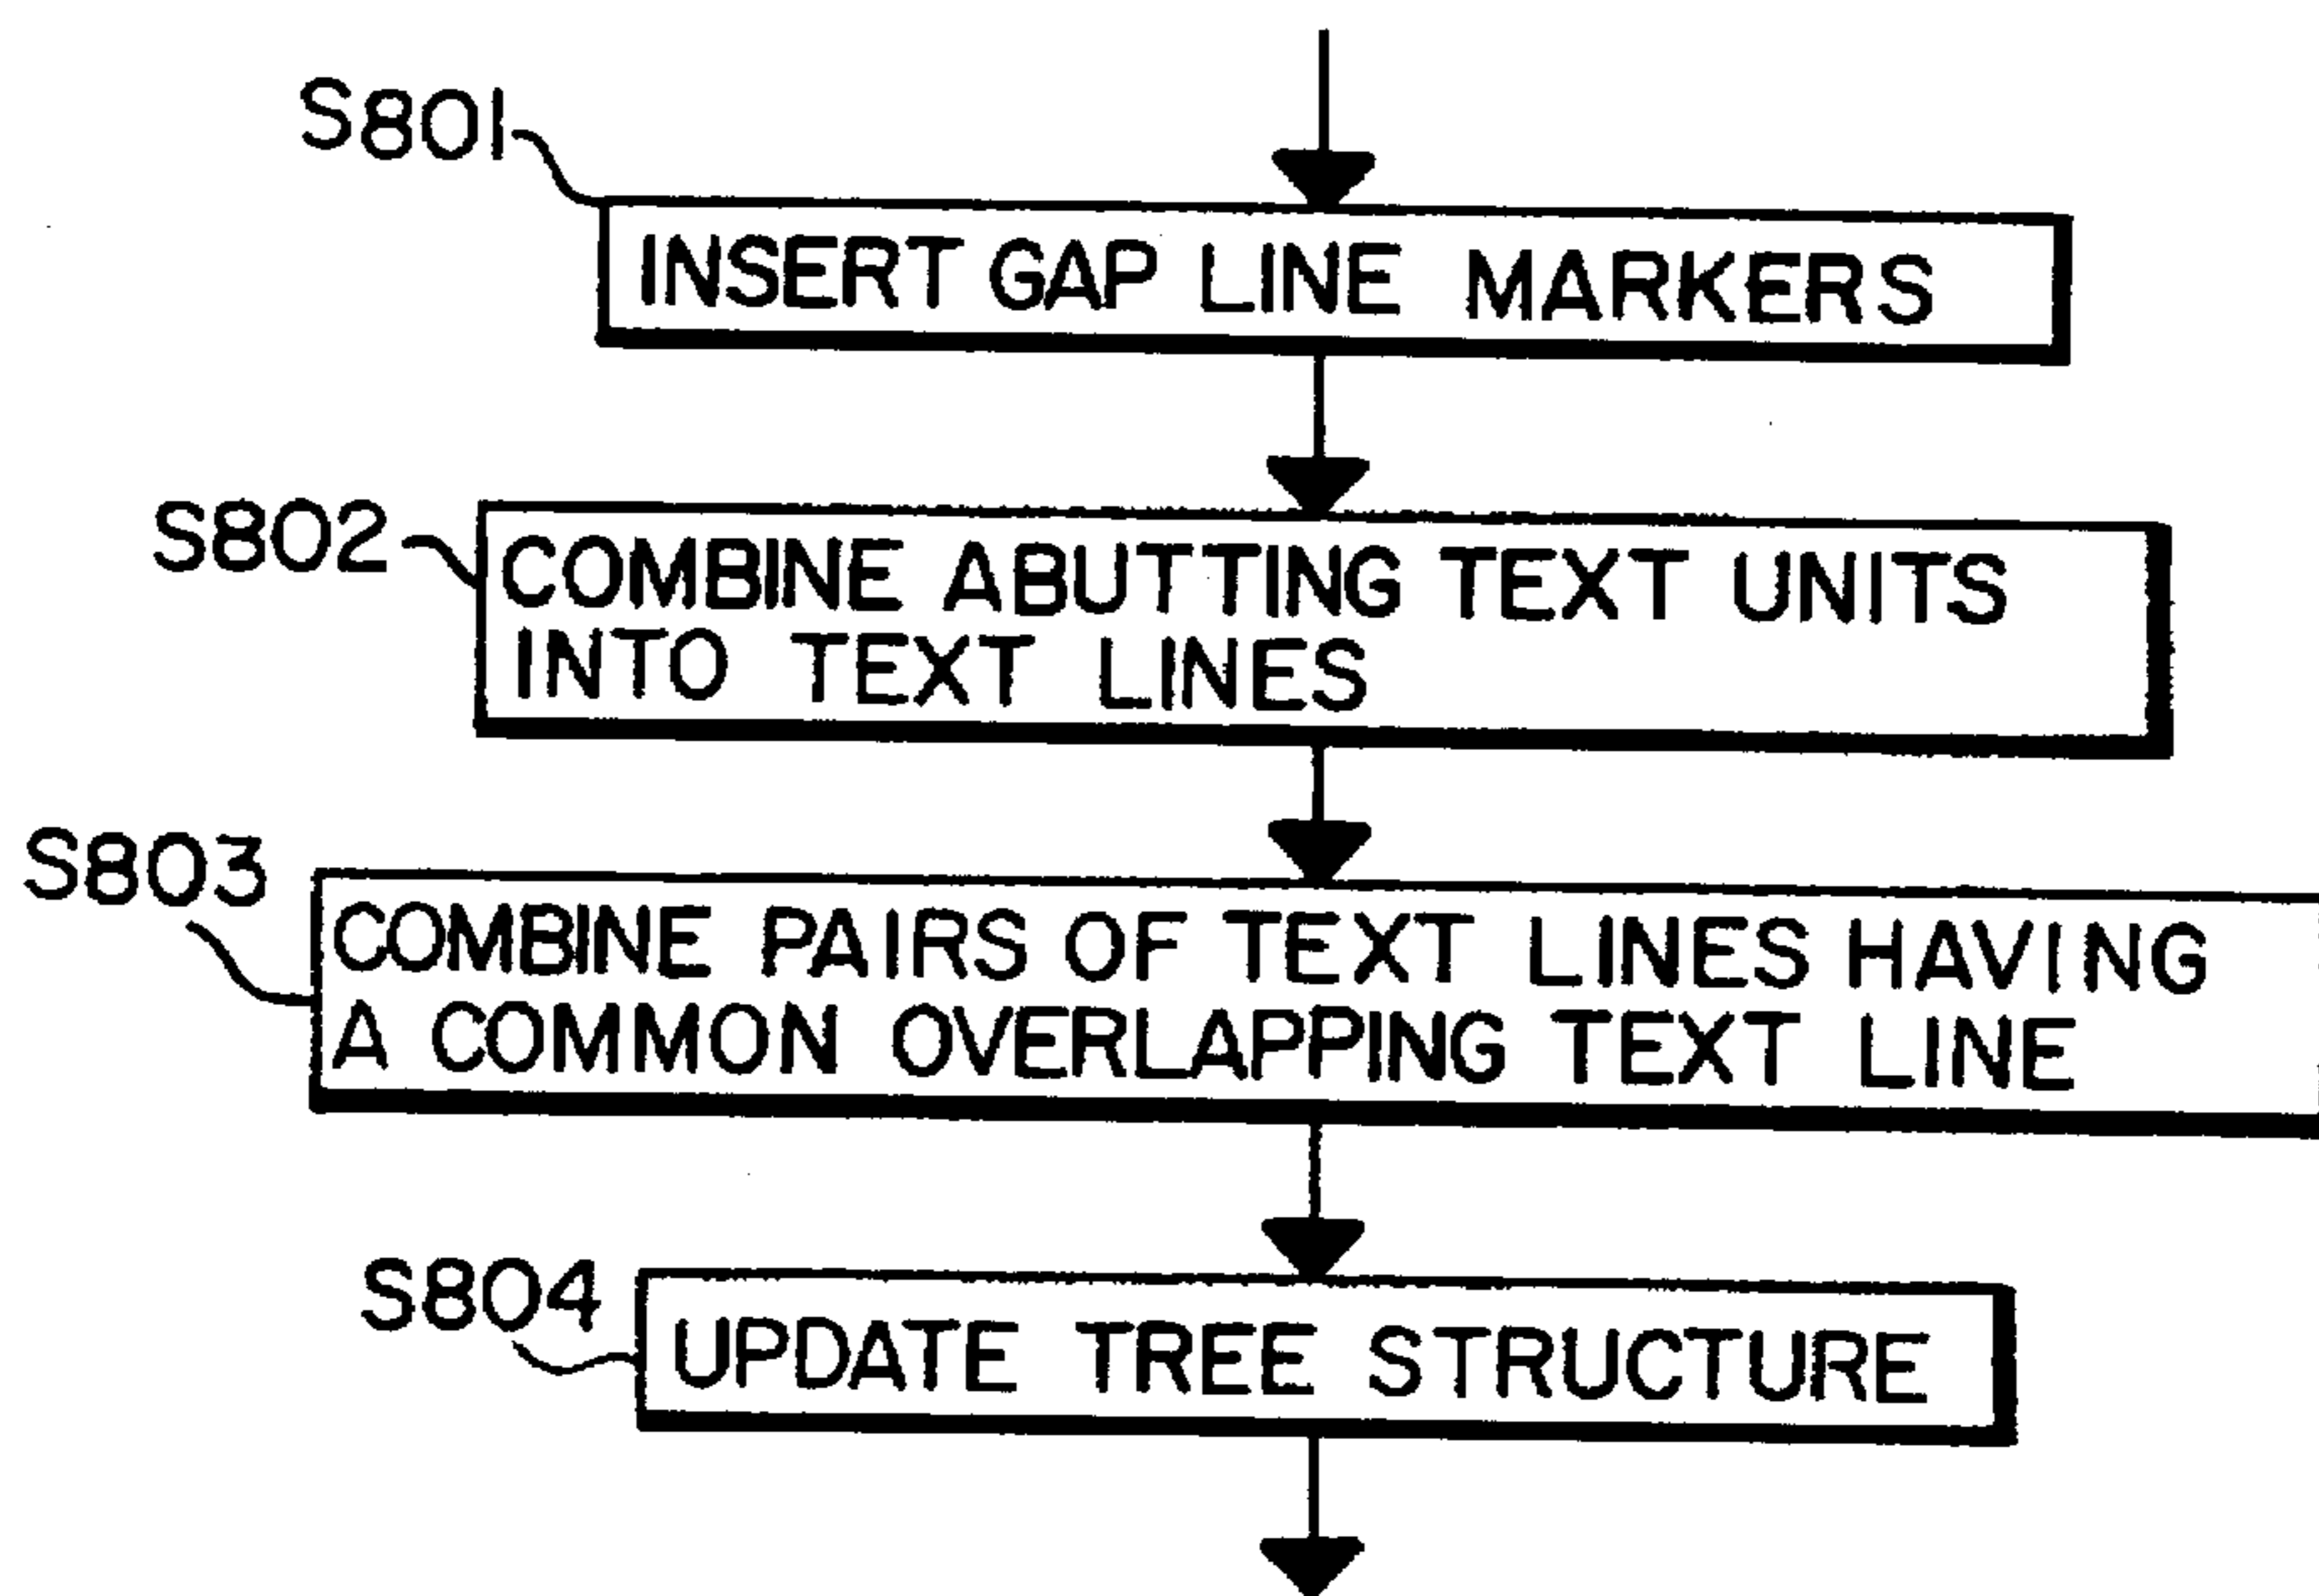 S801
INSERT GAP LINE MARKERS
S802
COMBINE ABUTTING TEXT UNITS
INTO TEXT LINES
S803
COMBINE PAIRS OF TEXT LINES HAVING
A COMMON OVERLAPPING TEXT LINE
S804
UPDATE TREE STRUCTURE